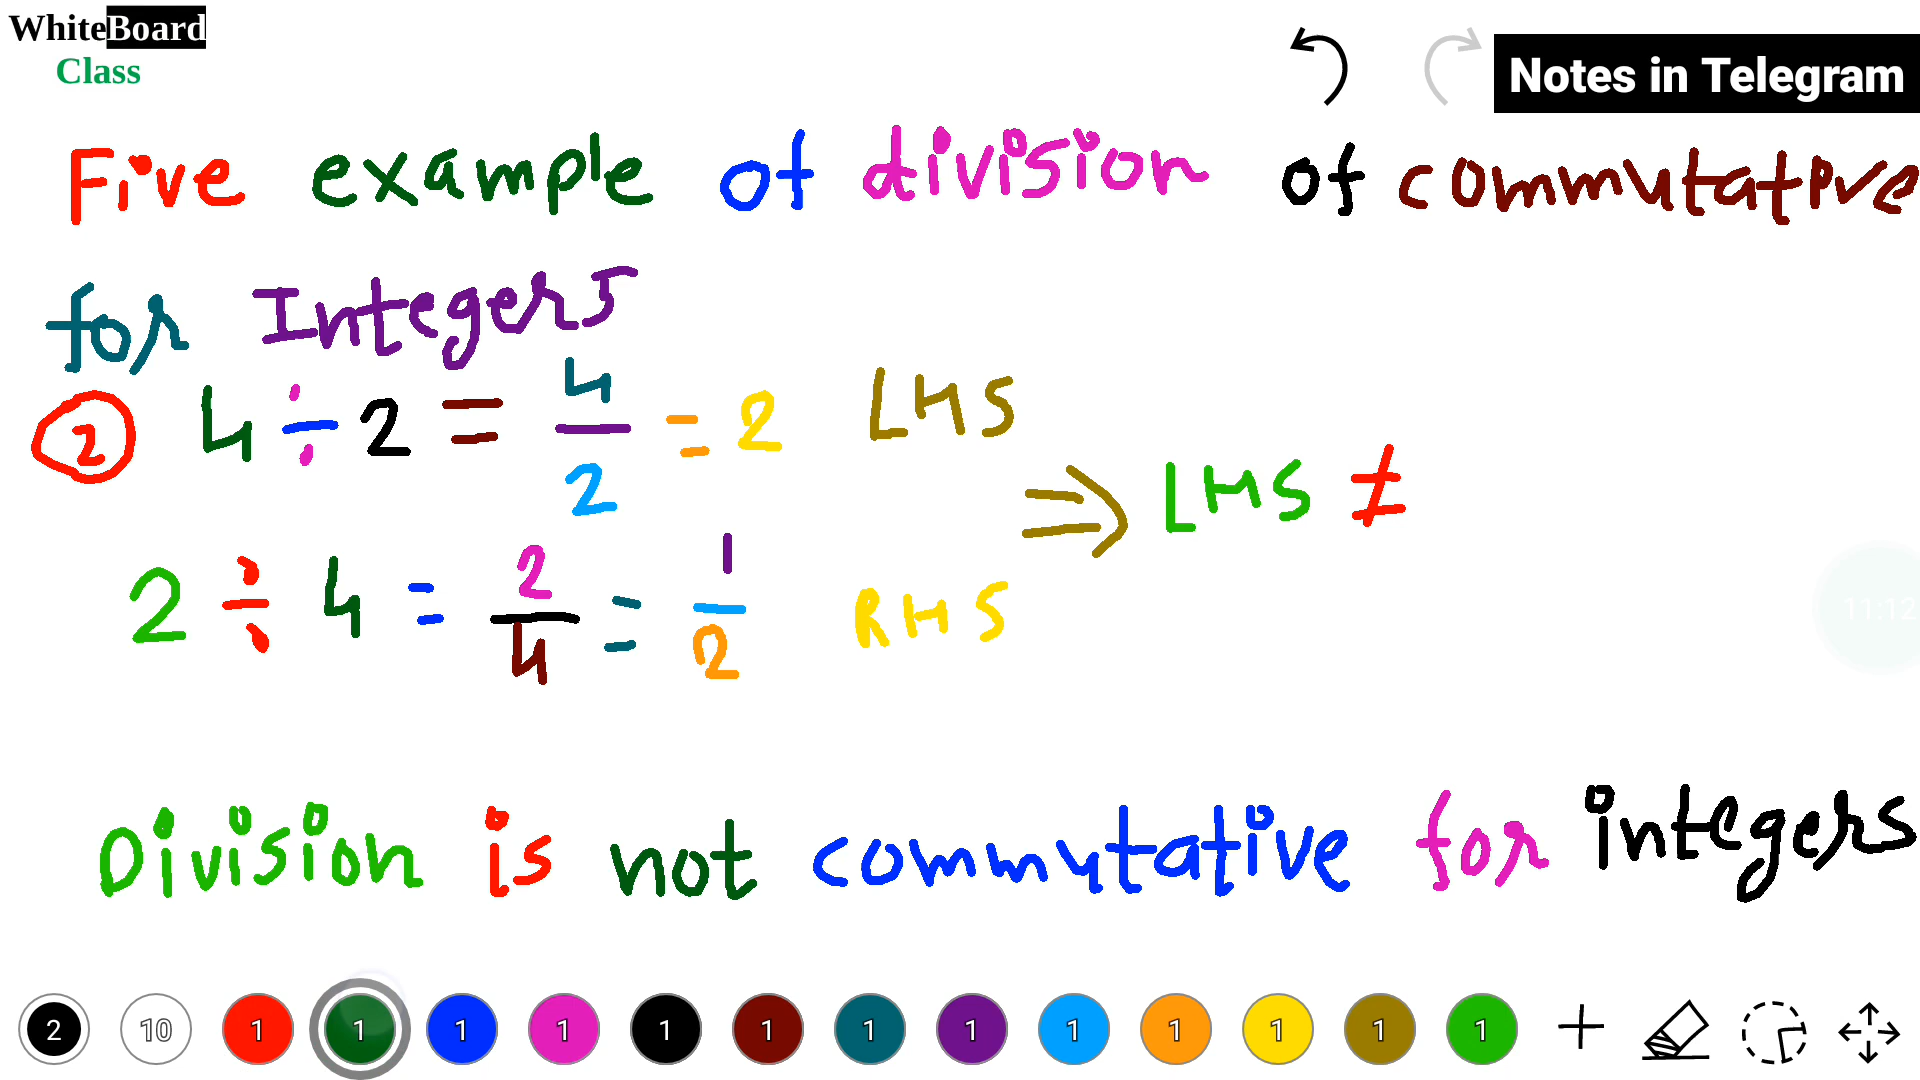 WhiteBoard
Class
Notes in Telegram
Five example of division of commutative
for Integers
2 4 ÷ 2 = 4/2 = 2 LHS
⇒ LHS ≠
2 ÷ 4 = 2/4 = 1/2 RHS
11:12
Division is not commutative for integers
2 10 1 1 1 1 1 1 1 1 1 1 1 1 1